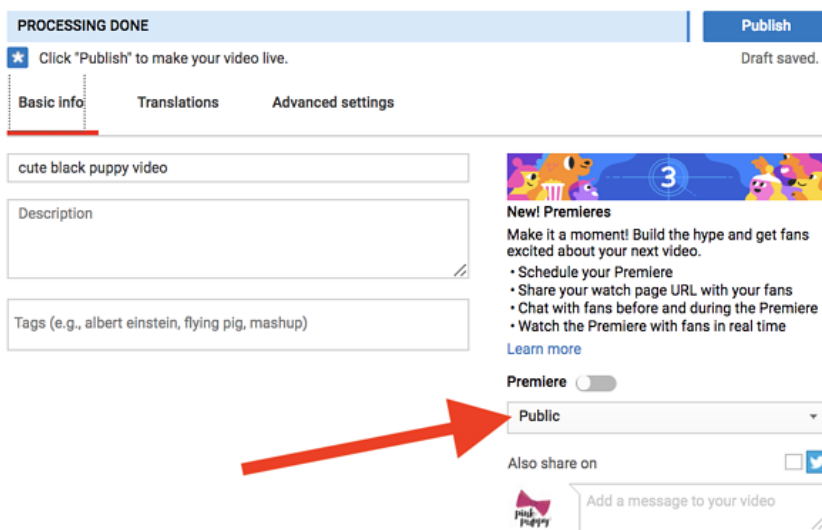 PROCESSING DONE
Publish
Click "Publish" to make your video live.
Draft saved.
Basic info
Translations
Advanced settings
cute black puppy video
Description
Tags (e.g., albert einstein, flying pig, mashup)
3
New! Premieres
Make it a moment! Build the hype and get fans
excited about your next video.
• Schedule your Premiere
• Share your watch page URL with your fans
• Chat with fans before and during the Premiere
• Watch the Premiere with fans in real time
Learn more
Premiere
Public
Also share on
pink
puppy
Add a message to your video